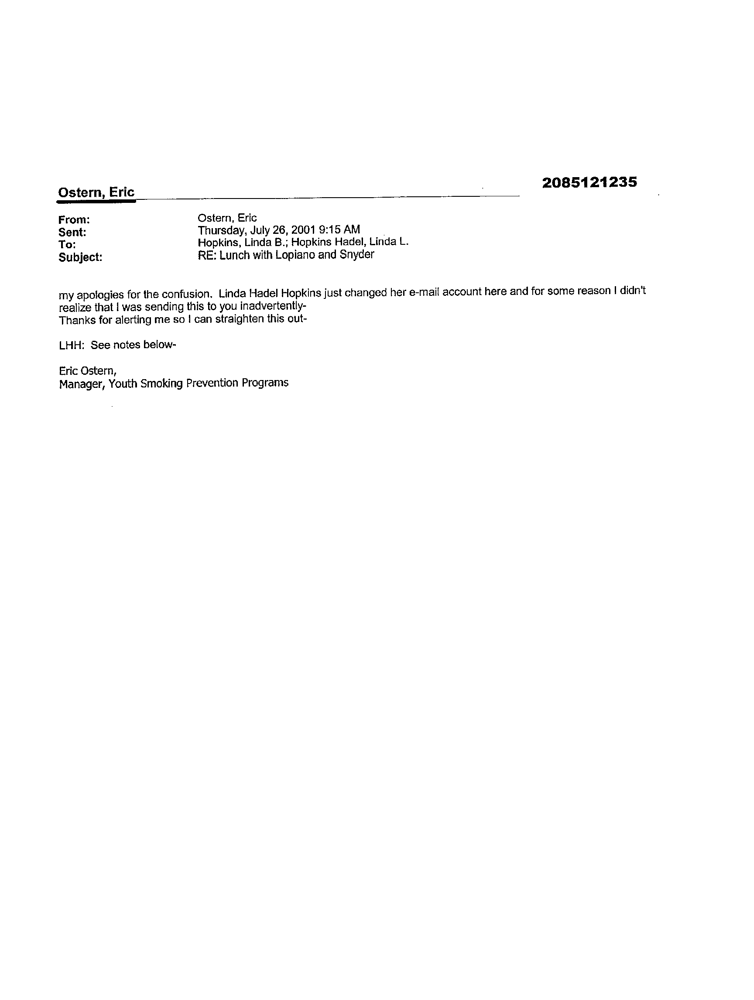 2085121235
Ostern, Eric
From: Ostern, Eric
Sent: Thursday, July 26, 2001 9:15 AM
To: Hopkins, Linda B.; Hopkins Hadel, Linda L.
Subject: RE: Lunch with Lopiano and Snyder
my apologies for the confusion. Linda Hadel Hopkins just changed her e-mail account here and for some reason I didn't
realize that I was sending this to you inadvertently-
Thanks for alerting me so I can straighten this out-
LHH: See notes below-
Eric Ostern,
Manager, Youth Smoking Prevention Programs